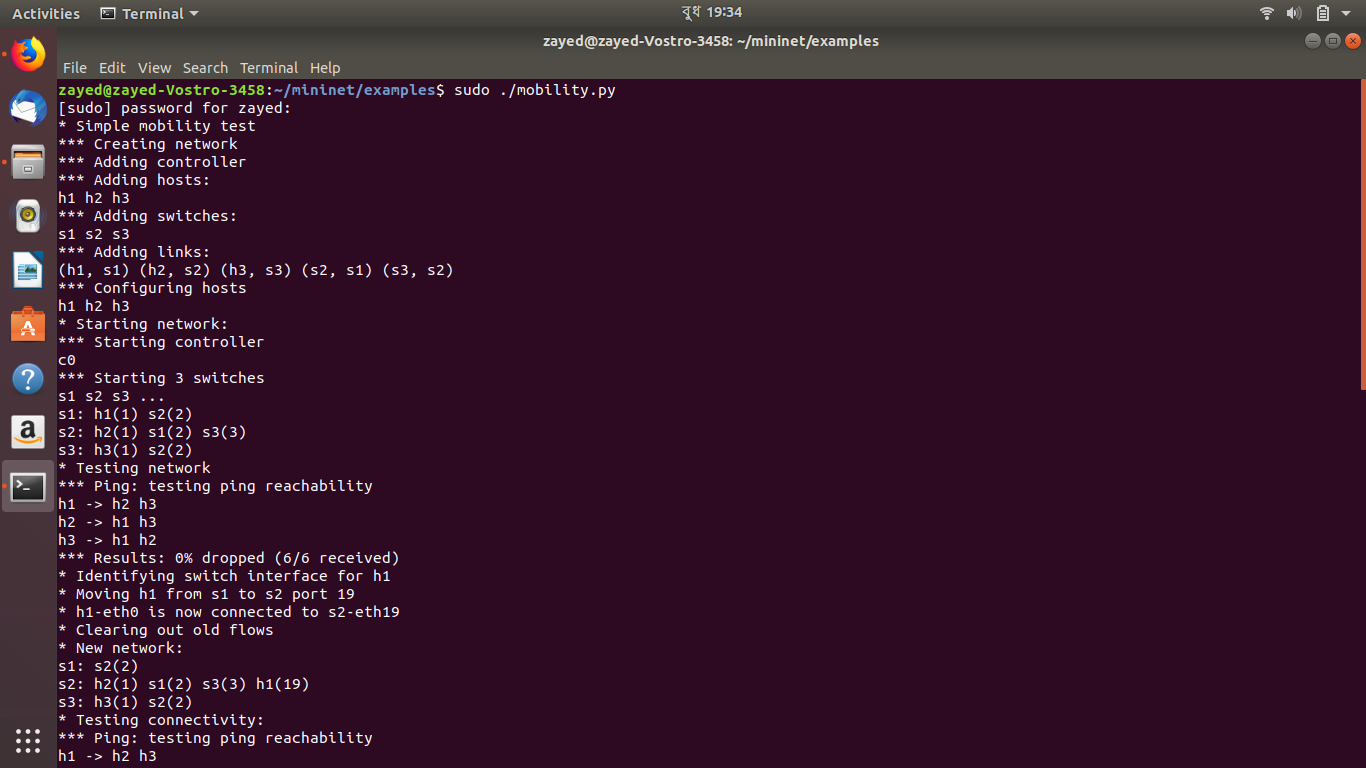 Activities Terminal বুধ 19:34
zayed@zayed-Vostro-3458: ~/mininet/examples
File Edit View Search Terminal Help
zayed@zayed-Vostro-3458:~/mininet/examples$ sudo ./mobility.py
[sudo] password for zayed:
* Simple mobility test
*** Creating network
*** Adding controller
*** Adding hosts:
h1 h2 h3
*** Adding switches:
s1 s2 s3
*** Adding links:
(h1, s1) (h2, s2) (h3, s3) (s2, s1) (s3, s2)
*** Configuring hosts
h1 h2 h3
* Starting network:
*** Starting controller
c0
*** Starting 3 switches
s1 s2 s3 ...
s1: h1(1) s2(2)
s2: h2(1) s1(2) s3(3)
s3: h3(1) s2(2)
* Testing network
*** Ping: testing ping reachability
h1 -> h2 h3
h2 -> h1 h3
h3 -> h1 h2
*** Results: 0% dropped (6/6 received)
* Identifying switch interface for h1
* Moving h1 from s1 to s2 port 19
* h1-eth0 is now connected to s2-eth19
* Clearing out old flows
* New network:
s1: s2(2)
s2: h2(1) s1(2) s3(3) h1(19)
s3: h3(1) s2(2)
* Testing connectivity:
*** Ping: testing ping reachability
h1 -> h2 h3